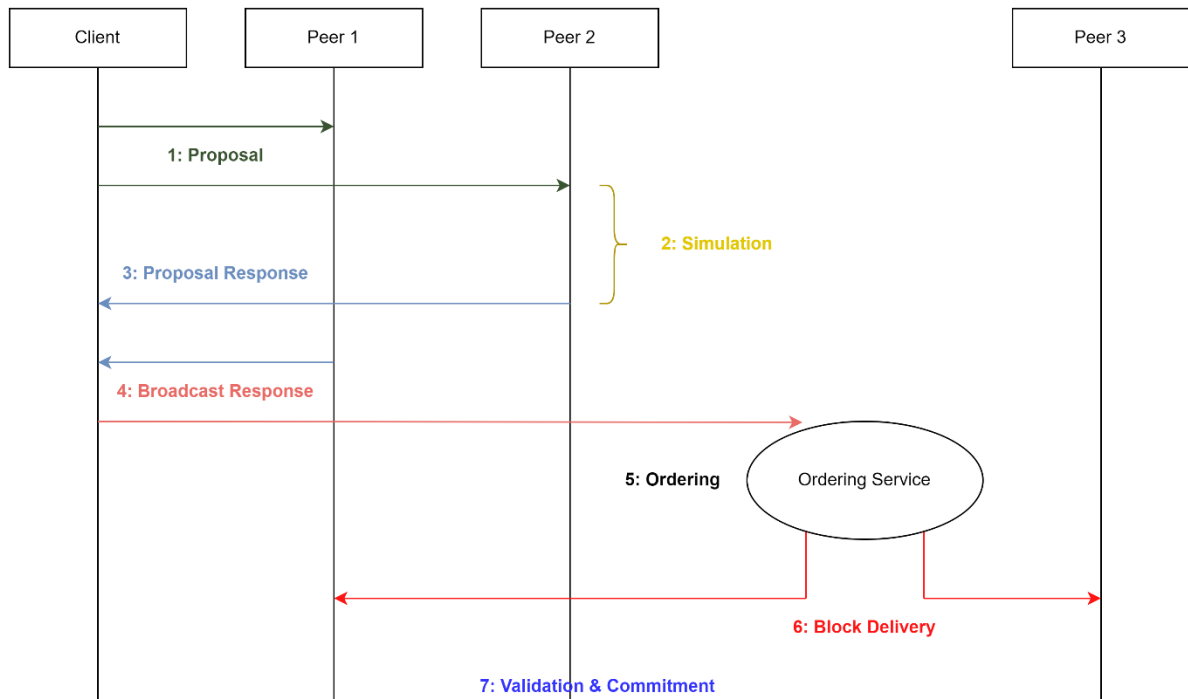 Client
Peer 1
Peer 2
Peer 3
1: Proposal
2: Simulation
3: Proposal Response
4: Broadcast Response
5: Ordering
Ordering Service
6: Block Delivery
7: Validation & Commitment